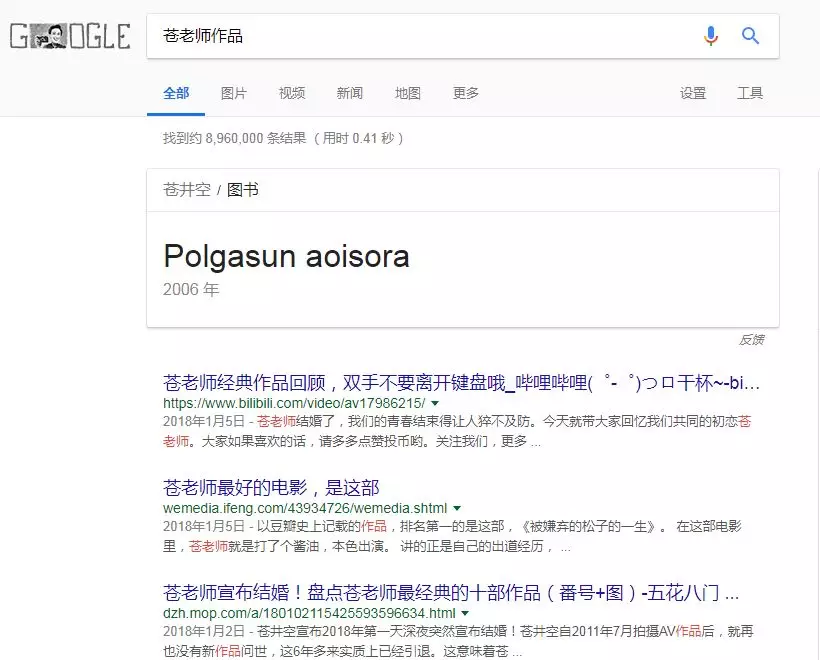 GOOGLE
苍老师作品
全部 图片 视频 新闻 地图 更多 设置 工具
找到约 8,960,000 条结果 （用时 0.41 秒）
苍井空 / 图书
Polgasun aoisora
2006 年
反馈
苍老师经典作品回顾，双手不要离开键盘哦_哔哩哔哩(゜-゜)つロ干杯~-bi...
https://www.bilibili.com/video/av17986215/
2018年1月5日 - 苍老师结婚了，我们的青春结束得让人猝不及防。今天就带大家回忆我们共同的初恋苍
老师。大家如果喜欢的话，请多多点赞投币哟。关注我们，更多 ...
苍老师最好的电影，是这部
wemedia.ifeng.com/43934726/wemedia.shtml
2018年1月5日 - 以豆瓣史上记载的作品，排名第一的是这部，《被嫌弃的松子的一生》。 在这部电影
里，苍老师就是打了个酱油，本色出演。 讲的正是自己的出道经历， ...
苍老师宣布结婚！盘点苍老师最经典的十部作品（番号+图）-五花八门 ...
dzh.mop.com/a/180102115425593596634.html
2018年1月2日 - 苍井空宣布2018年第一天深夜突然宣布结婚！苍井空自2011年7月拍摄AV作品后，就再
也没有新作品问世，这6年多来实质上已经引退。这意味着苍 ...